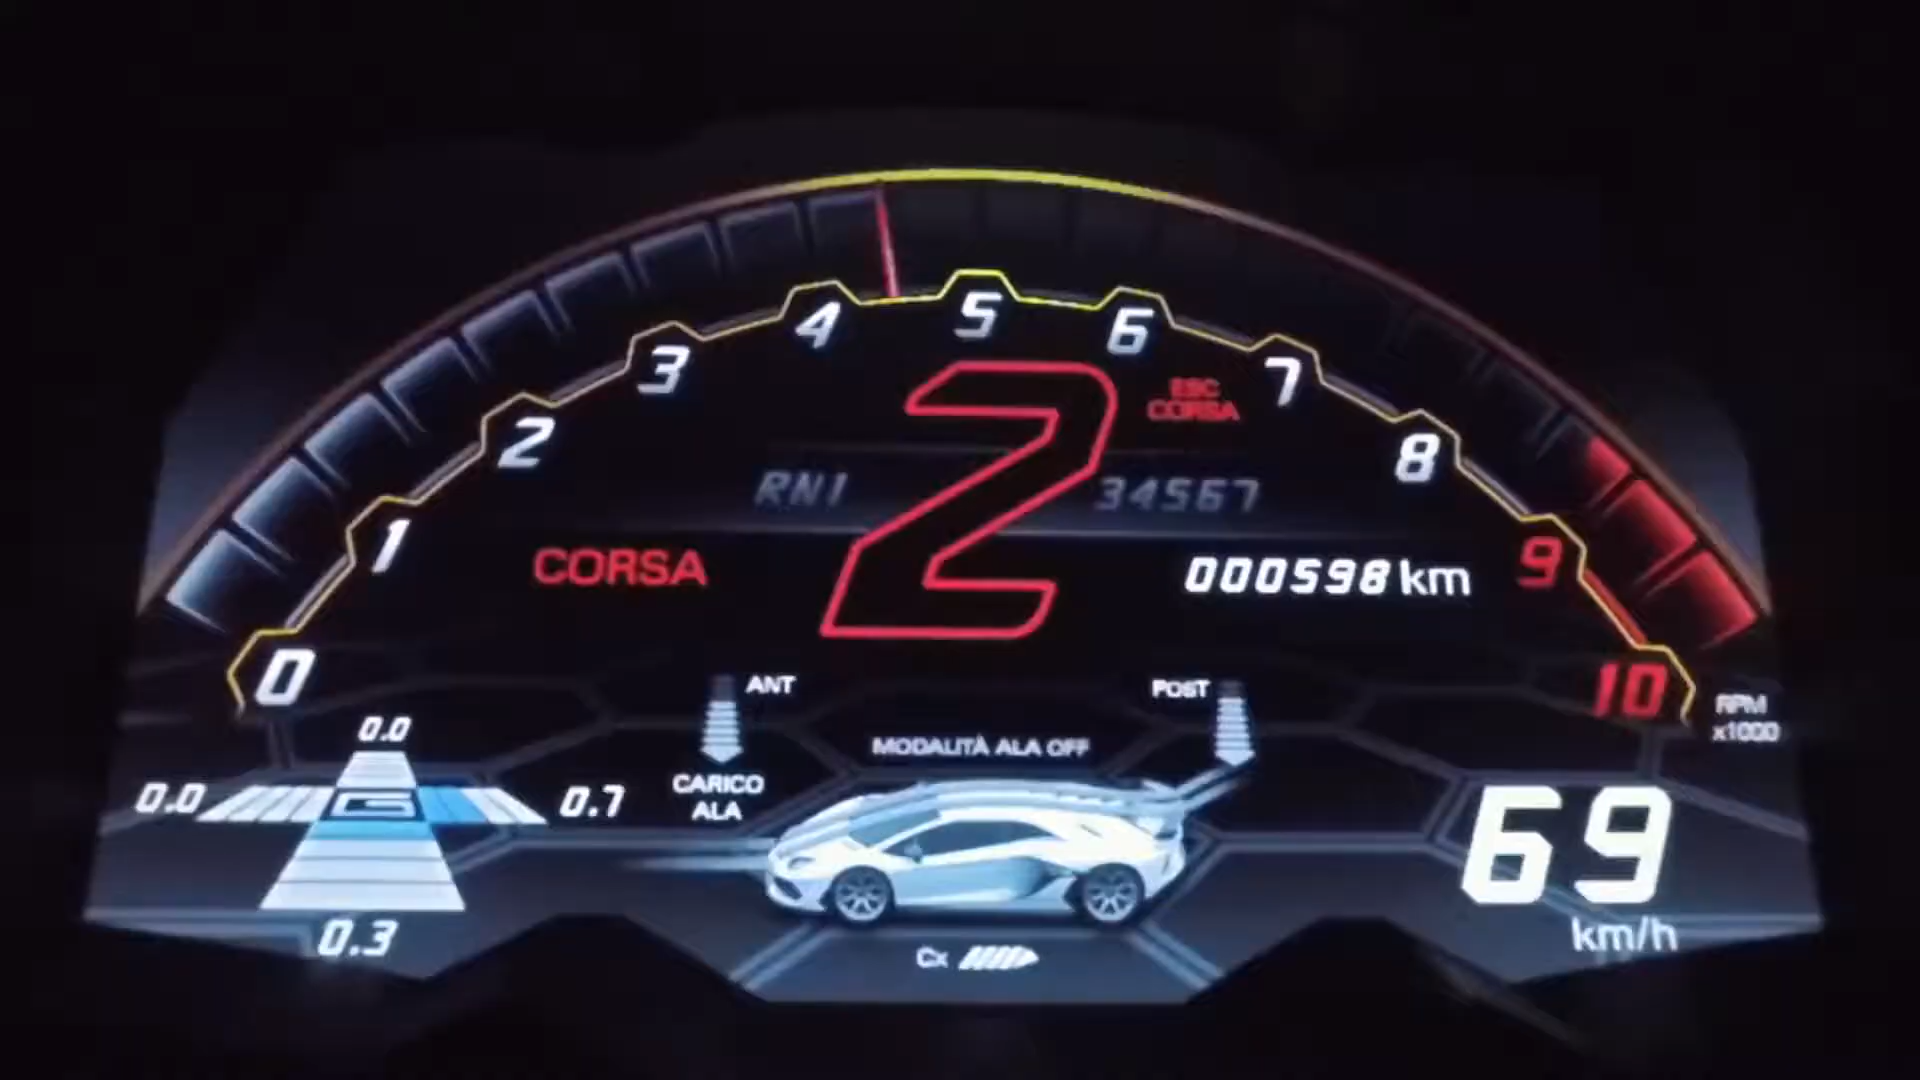 0 1 2 3 4 5 6 7 8 9 10
RPM
x1000
2
ESC
CORSA
RN1 34567
CORSA
000598 km
ANT
POST
MODALITÀ ALA OFF
CARICO
ALA
0.0
0.0 G 0.7
0.3
69
km/h
Cx